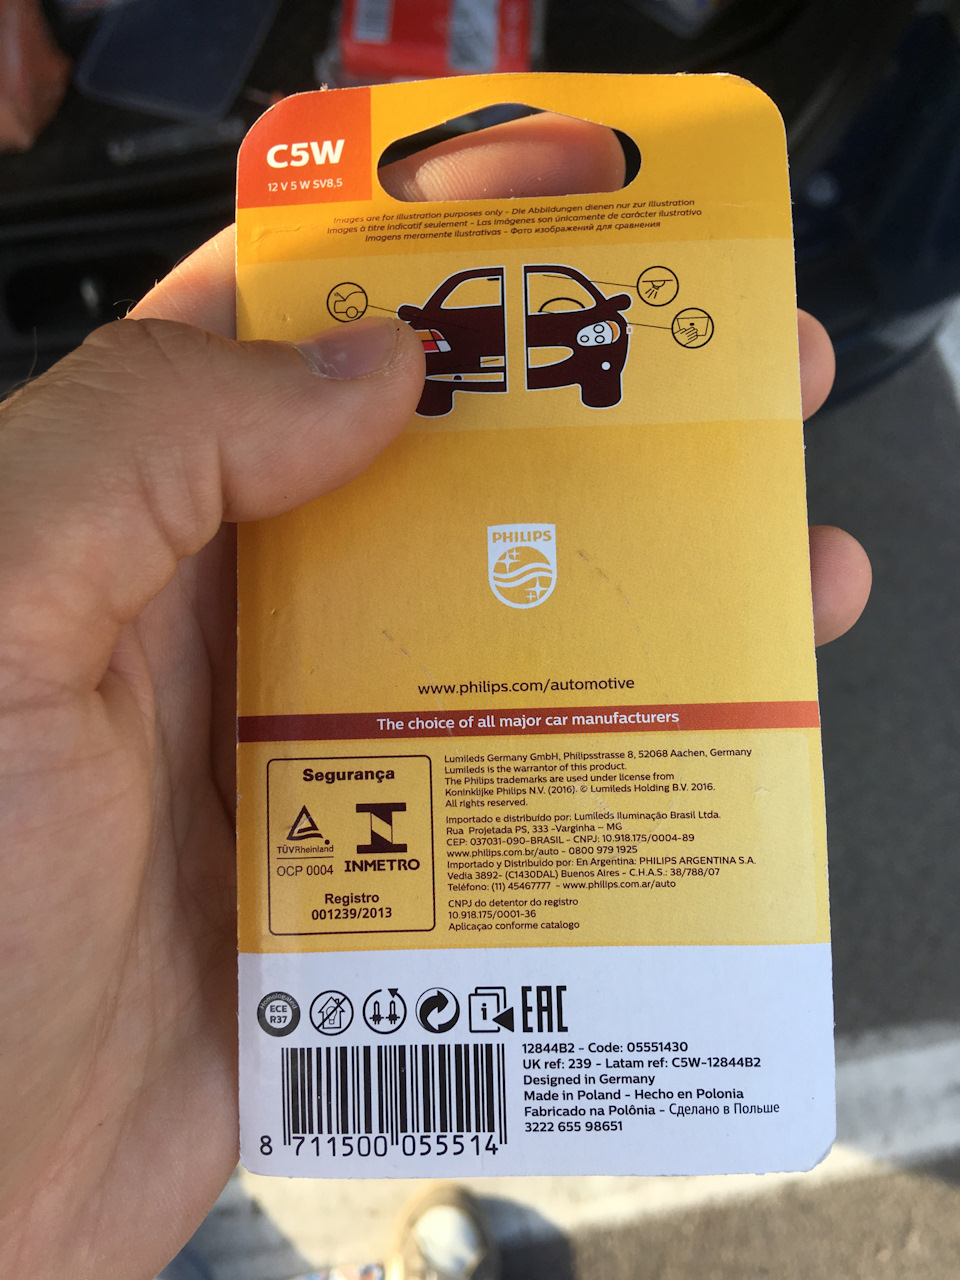 C5W
12 V 5 W SV8,5
Images are for illustration purposes only - Die Abbildungen dienen nur zur Illustration
Images à titre indicatif seulement - Las imágenes son únicamente de carácter ilustrativo
Imagens meramente ilustrativas - Фото изображений для сравнения
PHILIPS
www.philips.com/automotive
The choice of all major car manufacturers
Segurança
TÜVRheinland
OCP 0004
INMETRO
Registro
001239/2013
Lumileds Germany GmbH, Philipsstrasse 8, 52068 Aachen, Germany
Lumileds is the warrantor of this product.
The Philips trademarks are used under license from
Koninklijke Philips N.V. (2016). © Lumileds Holding B.V. 2016.
All rights reserved.
Importado e distribuído por: Lumileds Iluminação Brasil Ltda.
Rua Projetada PS, 333 -Varginha – MG
CEP: 037031-090-BRASIL - CNPJ: 10.918.175/0004-89
www.philips.com.br/auto - 0800 979 1925
Importado y Distribuido por: En Argentina: PHILIPS ARGENTINA S.A.
Vedia 3892- (C1430DAL) Buenos Aires - C.H.A.S.: 38/788/07
Teléfono: (11) 45467777 - www.philips.com.ar/auto
CNPJ do detentor do registro
10.918.175/0001-36
Aplicaçao conforme catalogo
Homologated
ECE
R37
i
EAC
12844B2 - Code: 05551430
UK ref: 239 - Latam ref: C5W-12844B2
Designed in Germany
Made in Poland - Hecho en Polonia
Fabricado na Polônia - Сделано в Польше
3222 655 98651
8 711500 055514